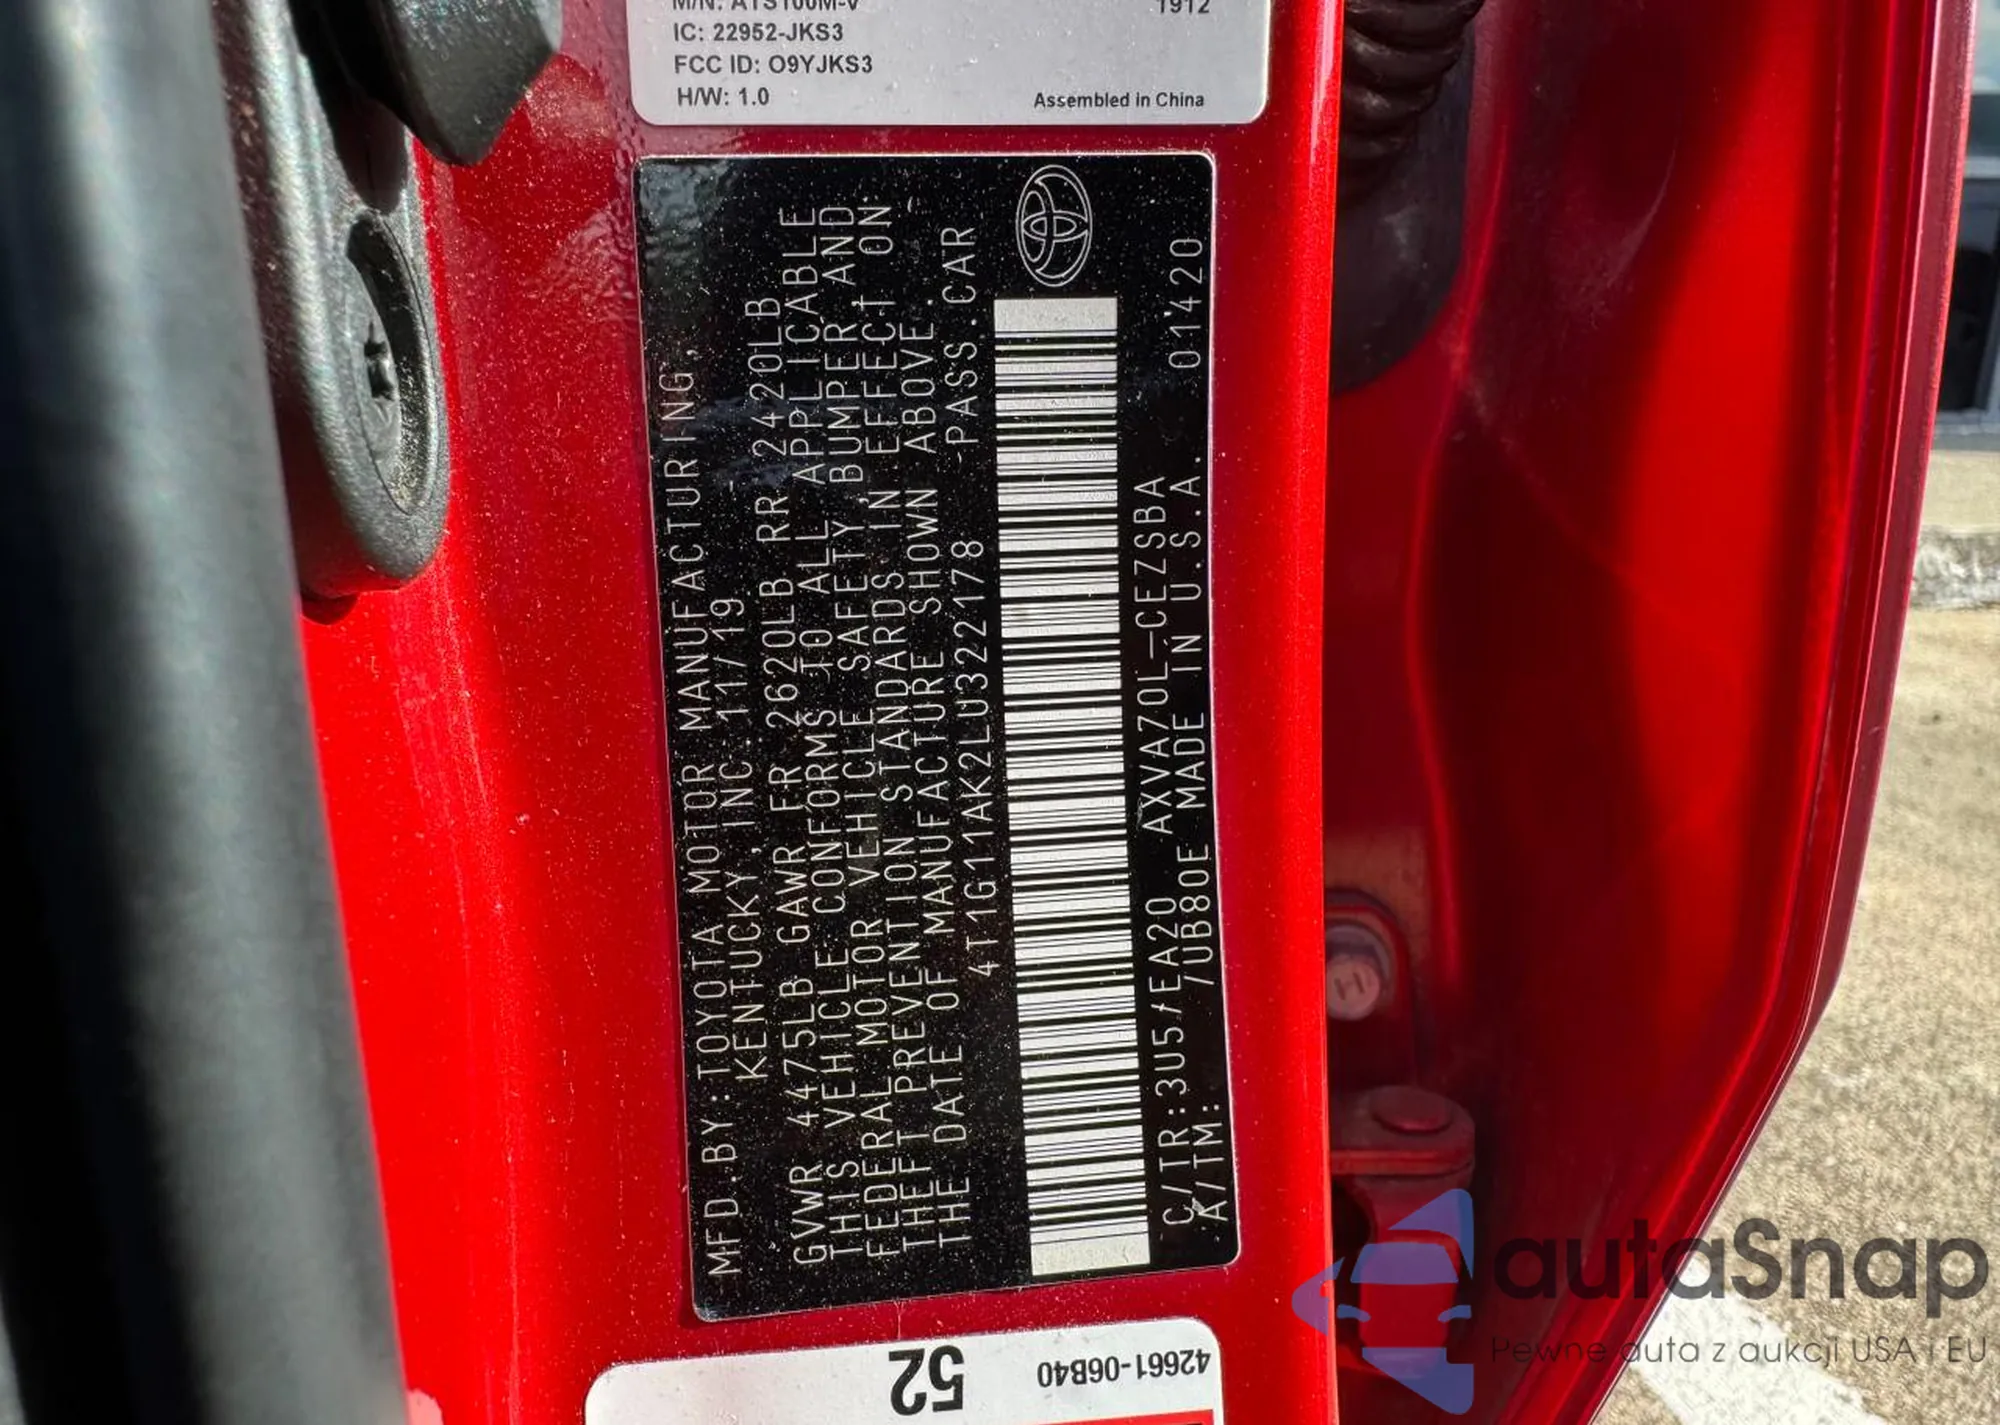 IC: 22952-JKS3
FCC ID: O9YJKS3
H/W: 1.0
1912
Assembled in China
MFD.BY:TOYOTA MOTOR MANUFACTURING,
KENTUCKY,INC. 11/19
GVWR 4475LB GAWR FR 2620LB RR 2420LB
THIS VEHICLE CONFORMS TO ALL APPLICABLE
FEDERAL MOTOR VEHICLE SAFETY,BUMPER AND
THEFT PREVENTION STANDARDS IN EFFECT ON
THE DATE OF MANUFACTURE SHOWN ABOVE.
4T1G11AK2LU322178 PASS.CAR
C/TR:3U5/EA20 AXVA70L-CEZSBA
A/TM: /UB80E MADE IN U.S.A. 01420
42661-06B40
52
autaSnap
Pewne auta z aukcji USA i EU